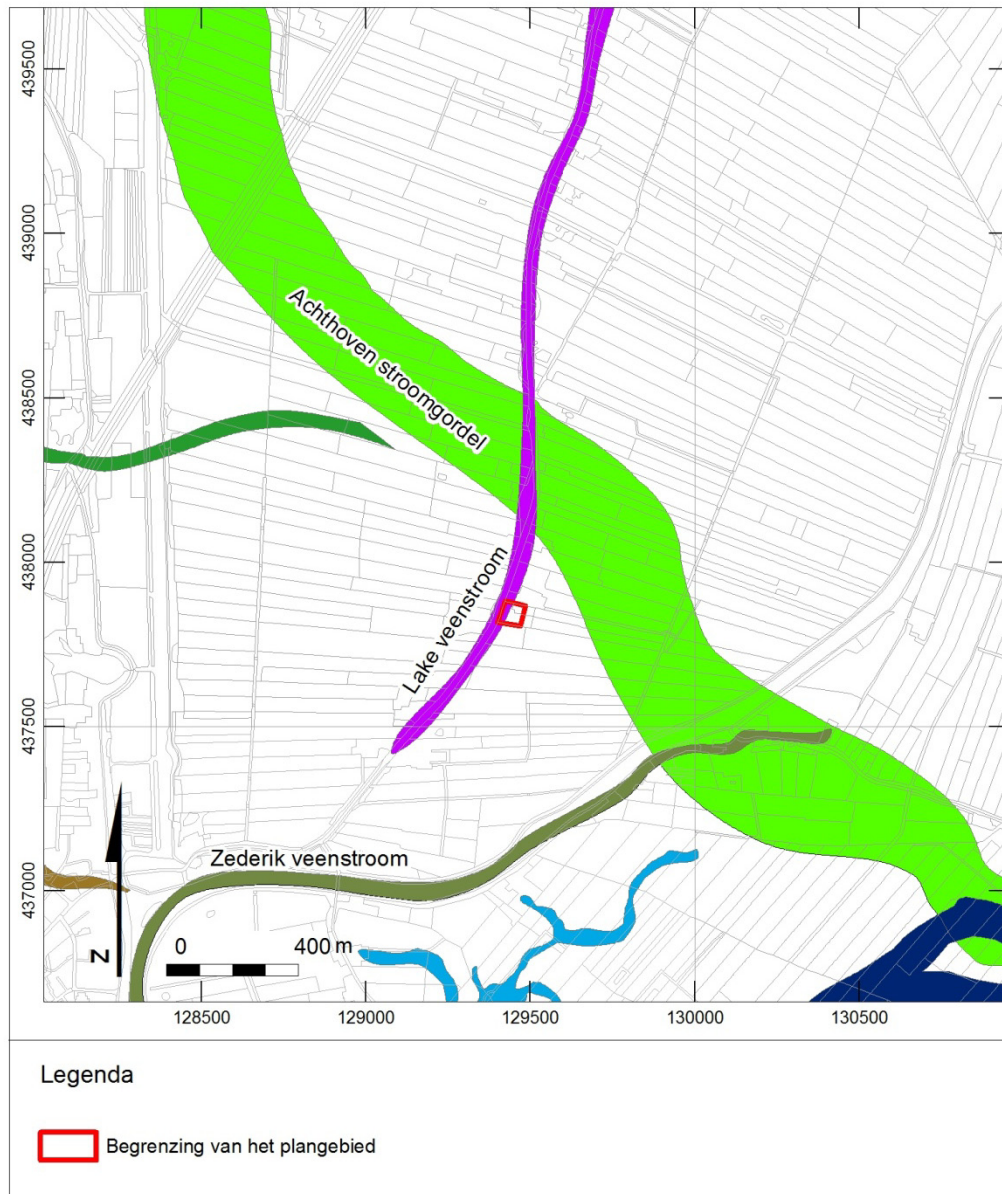 439500
439000
438500
438000
437500
437000
Achthoven stroomgordel
Lake veenstroom
Zederik veenstroom
N
0 400 m
128500 129000 129500 130000 130500
Legenda
Begrenzing van het plangebied